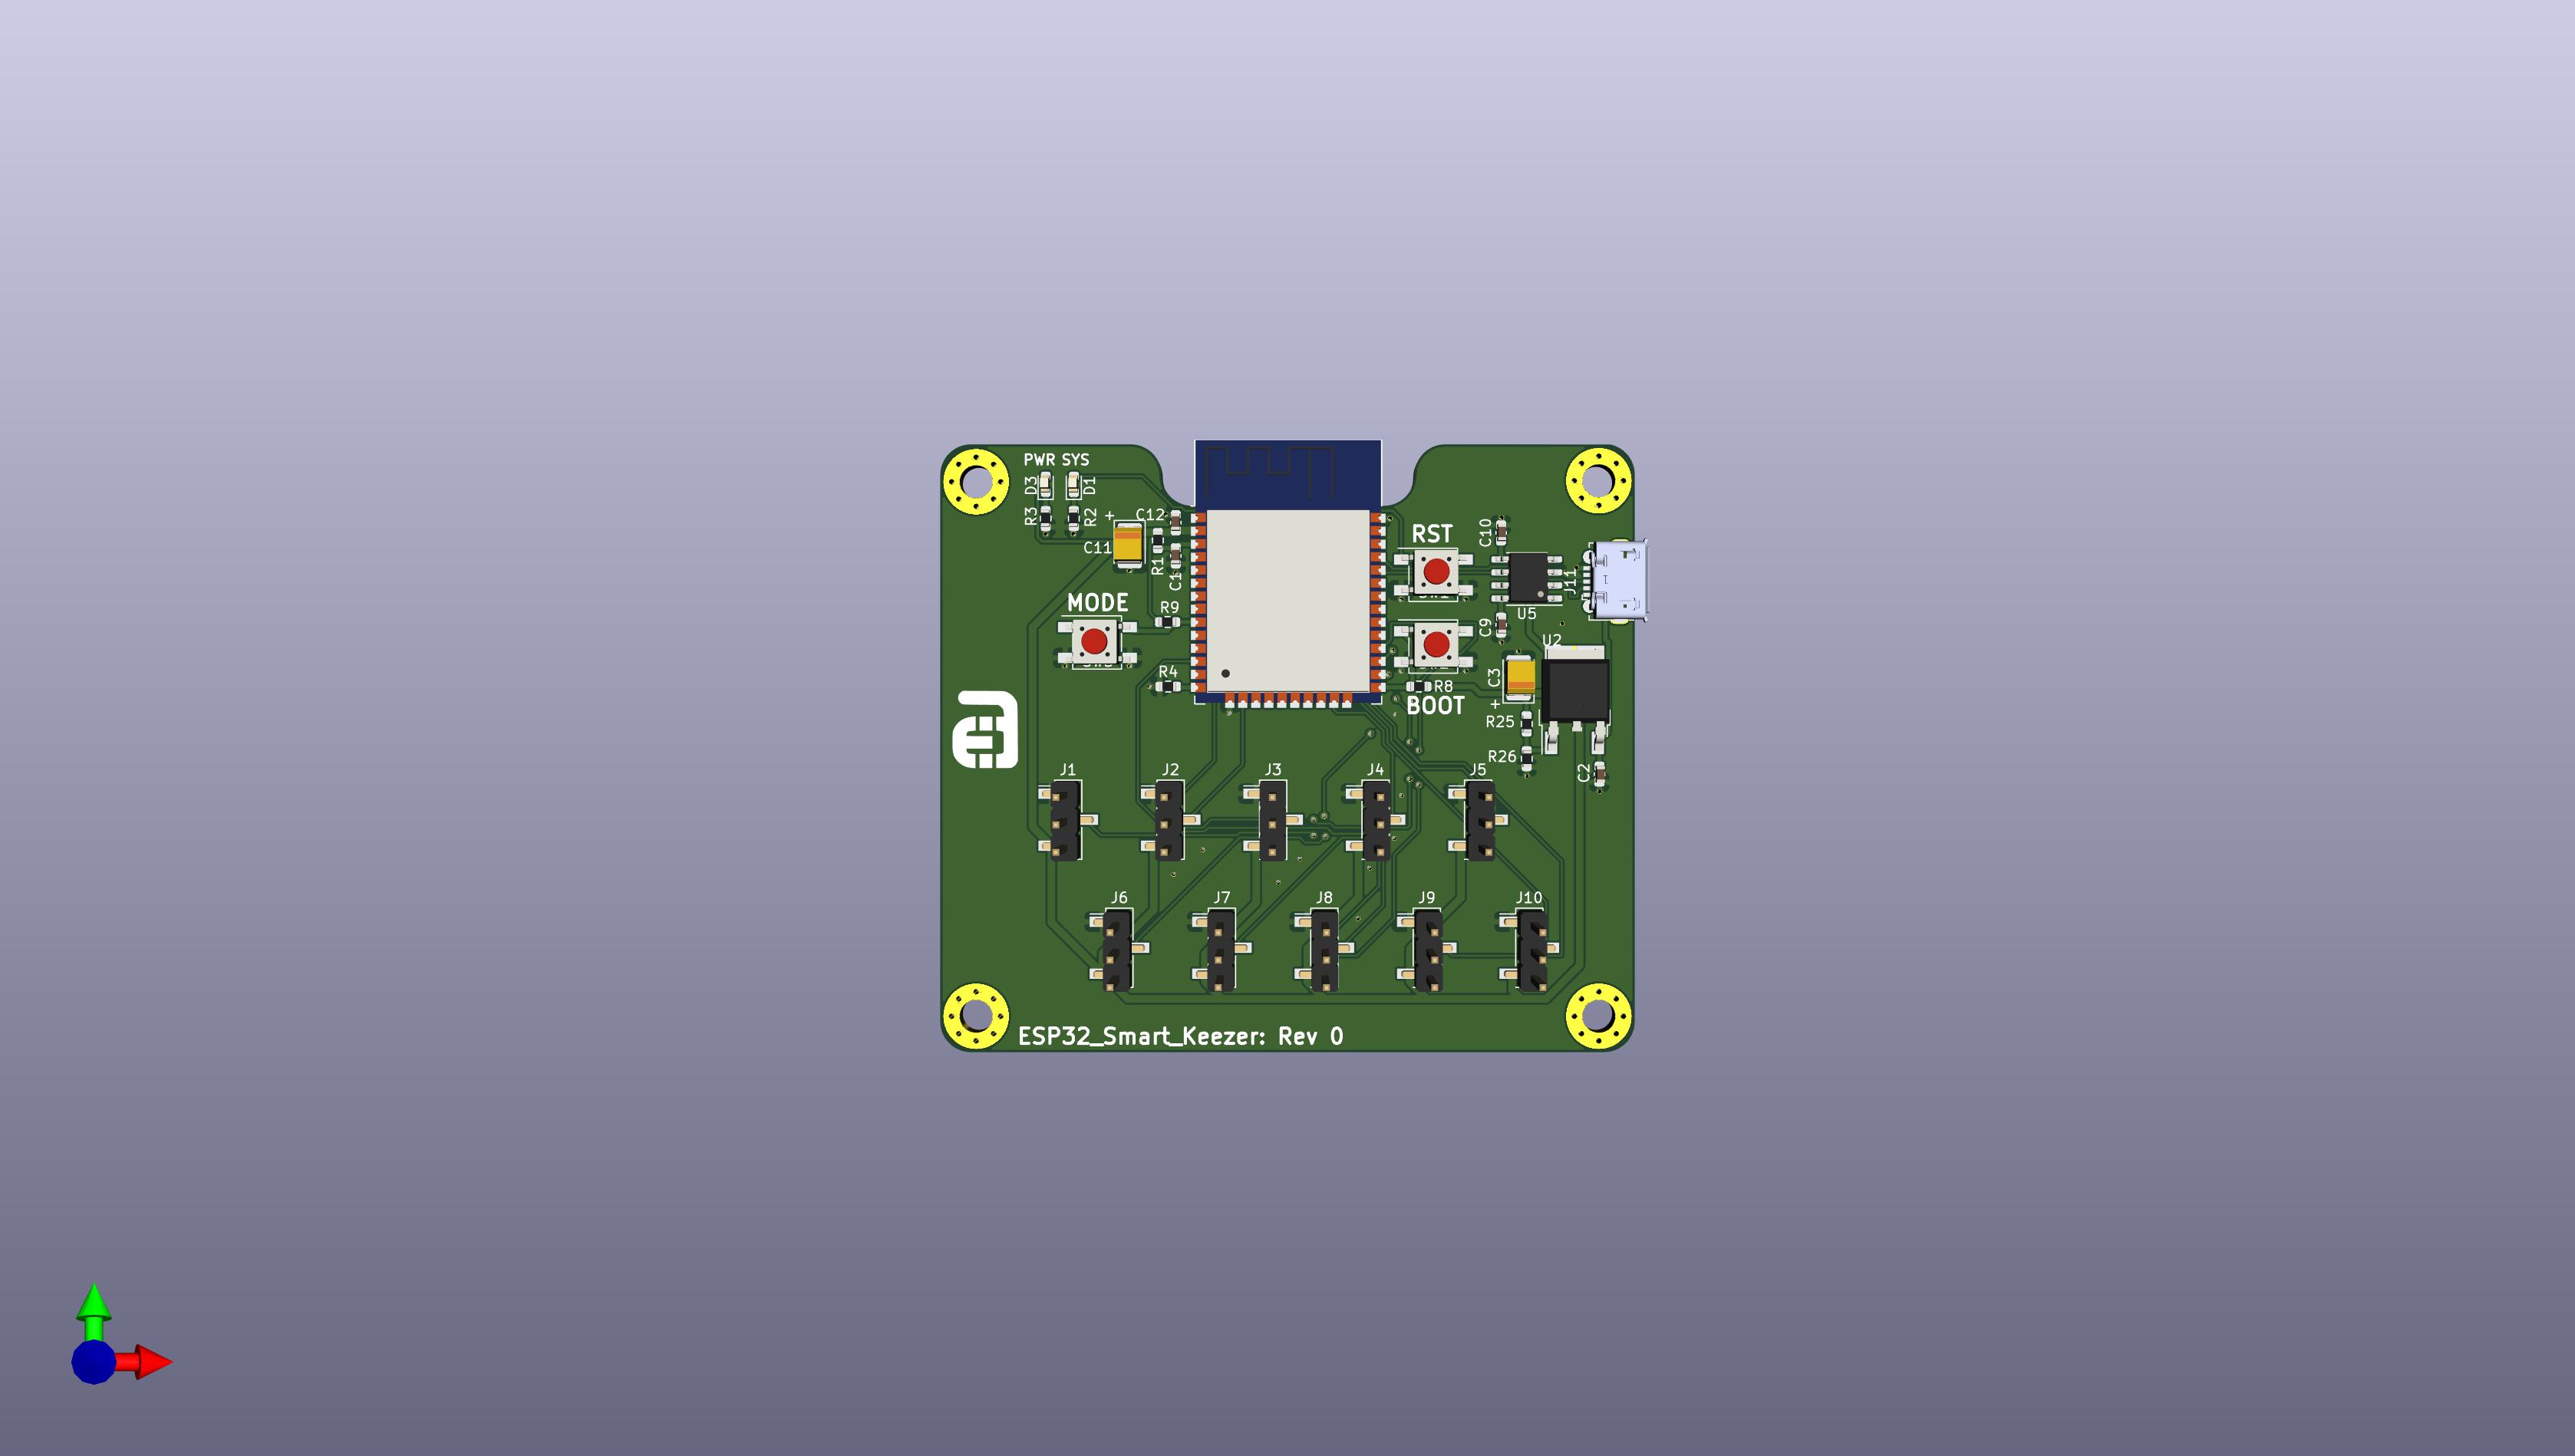 PWR SYS
D3
D1
R3
R2
+
C12
C11
R1
C1
MODE
R9
R4
RST
C10
J11
U5
C9
U2
C3
+
R8
BOOT
R25
R26
C2
J1
J2
J3
J4
J5
J6
J7
J8
J9
J10
ESP32_Smart_Keezer: Rev 0